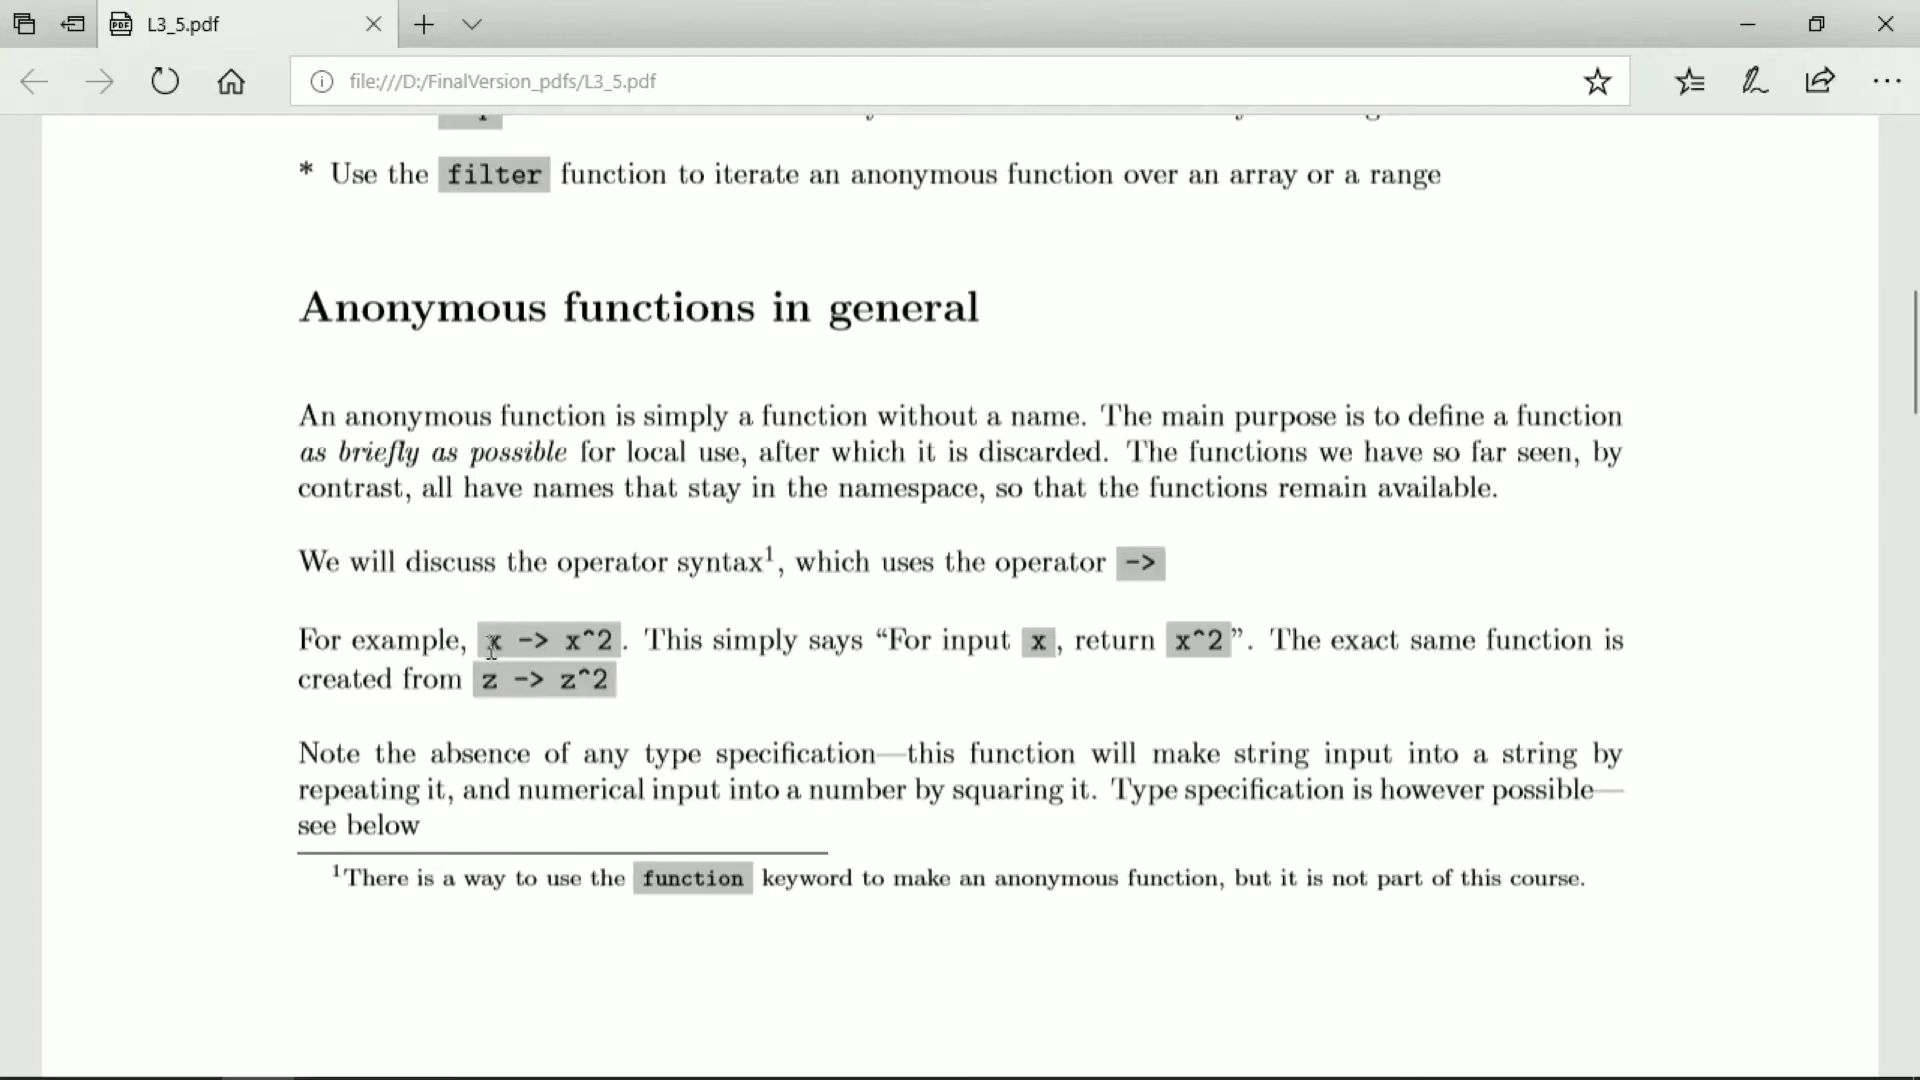 L3_5.pdf
file:///D:/FinalVersion_pdfs/L3_5.pdf
* Use the filter function to iterate an anonymous function over an array or a range
Anonymous functions in general
An anonymous function is simply a function without a name. The main purpose is to define a function
as briefly as possible for local use, after which it is discarded. The functions we have so far seen, by
contrast, all have names that stay in the namespace, so that the functions remain available.
We will discuss the operator syntax¹, which uses the operator ->
For example, x -> x^2. This simply says “For input x, return x^2”. The exact same function is
created from z -> z^2
Note the absence of any type specification—this function will make string input into a string by
repeating it, and numerical input into a number by squaring it. Type specification is however possible—
see below
¹There is a way to use the function keyword to make an anonymous function, but it is not part of this course.